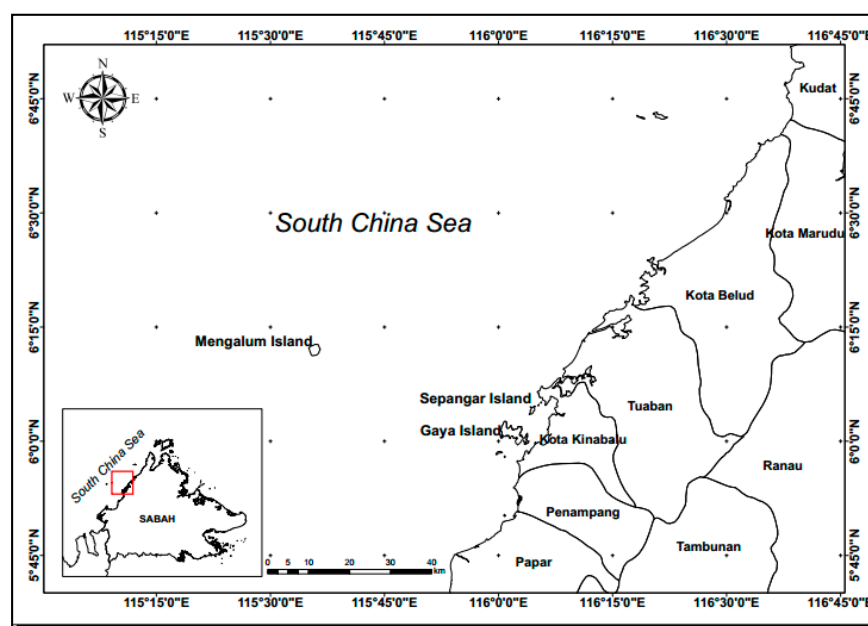 115°15'0"E 115°30'0"E 115°45'0"E 116°0'0"E 116°15'0"E 116°30'0"E 116°45'0"E
N
W E
S
6°45'0"N 6°45'0"N
Kudat
6°30'0"N 6°30'0"N
South China Sea
Kota Marudu
Kota Belud
6°15'0"N 6°15'0"N
Mengalum Island
Sepangar Island
Tuaban
Gaya Island
Kota Kinabalu
6°0'0"N 6°0'0"N
Ranau
South China Sea
SABAH
Penampang
Tambunan
Papar
5°45'0"N 5°45'0"N
0 5 10 20 30 40
km
115°15'0"E 115°30'0"E 115°45'0"E 116°0'0"E 116°15'0"E 116°30'0"E 116°45'0"E